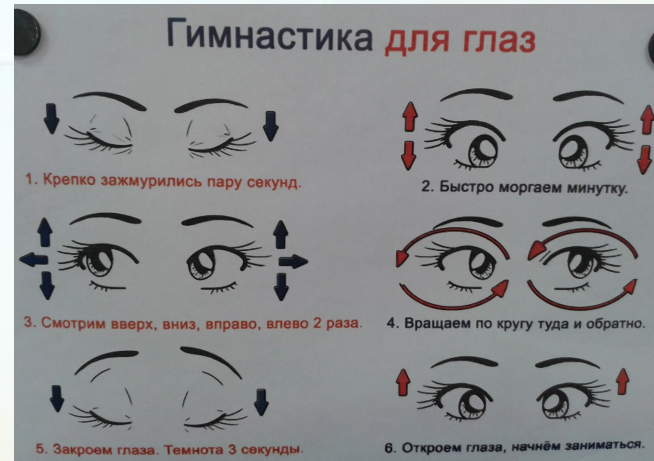 Гимнастика для глаз
1. Крепко зажмурились пару секунд.
2. Быстро моргаем минутку.
3. Смотрим вверх, вниз, вправо, влево 2 раза.
4. Вращаем по кругу туда и обратно.
5. Закроем глаза. Темнота 3 секунды.
6. Откроем глаза, начнём заниматься.